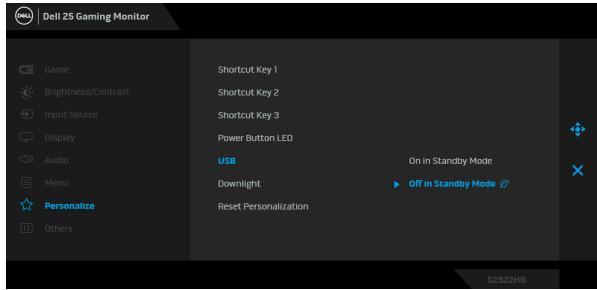 DELL
Dell 25 Gaming Monitor
Game
Brightness/Contrast
Input Source
Display
Audio
Menu
Personalize
Others
Shortcut Key 1
Shortcut Key 2
Shortcut Key 3
Power Button LED
USB
On in Standby Mode
Downlight
Off in Standby Mode
Reset Personalization
S2522HG